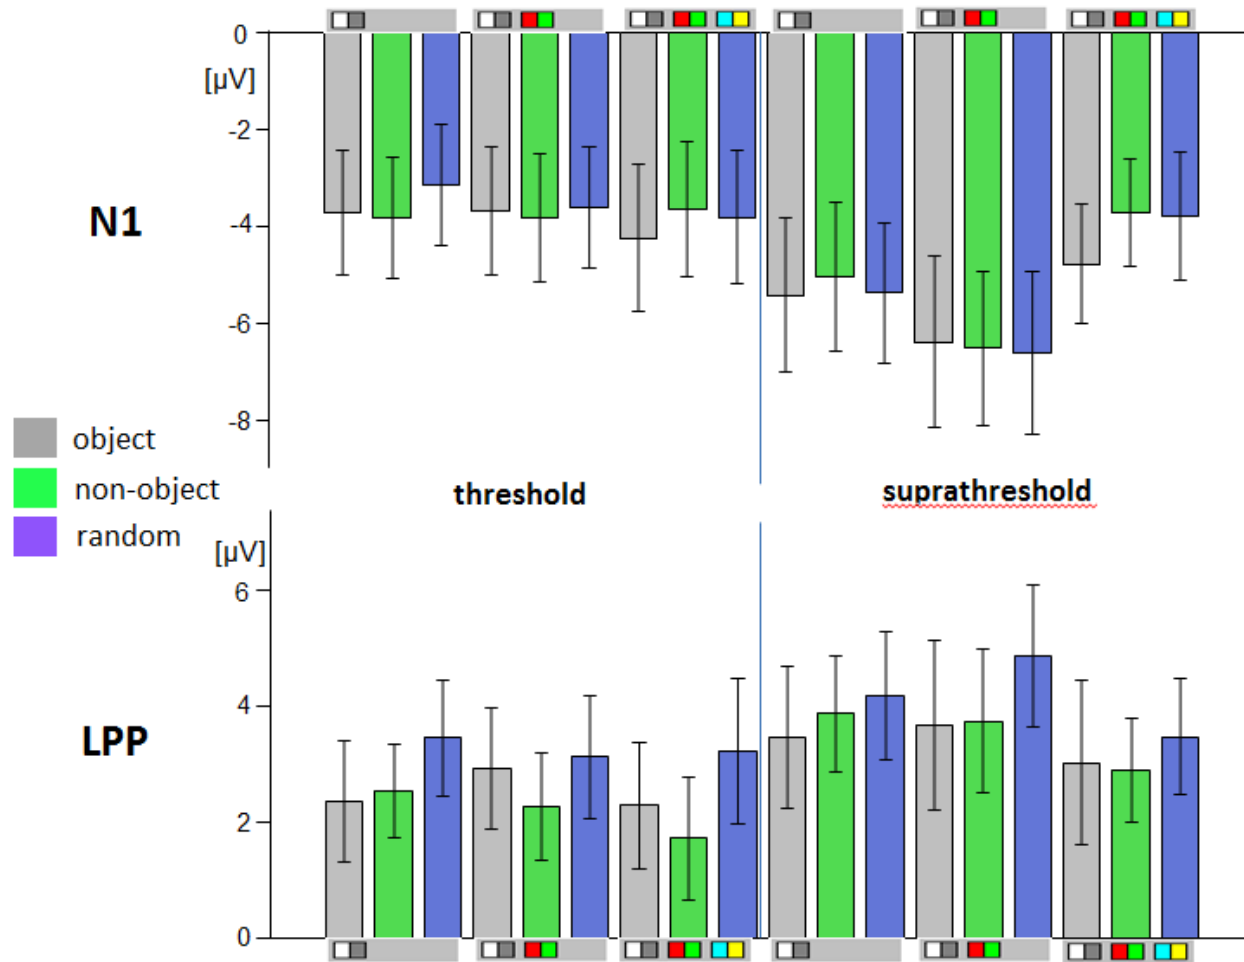 0
[µV]
-2
N1
-4
-6
-8
object
non-object
random
threshold
suprathreshold
[µV]
6
4
LPP
2
0